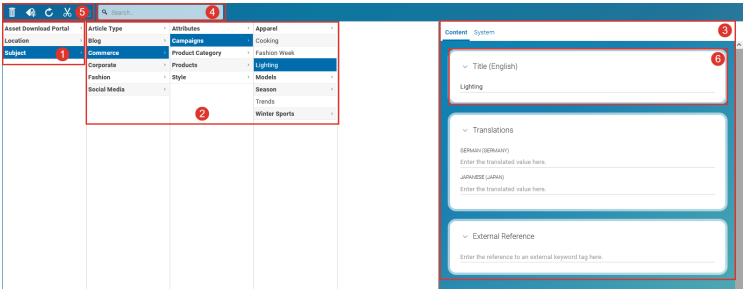 5
Search...
4
Asset Download Portal
Location
Subject
1
Article Type
Blog
Commerce
Corporate
Fashion
Social Media
Attributes
Campaigns
Product Category
Products
Style
2
Apparel
Cooking
Fashion Week
Lighting
Models
Season
Trends
Winter Sports
Content System
3
Title (English)
6
Lighting
Translations
GERMAN (GERMANY)
Enter the translated value here.
JAPANESE (JAPAN)
Enter the translated value here.
External Reference
Enter the reference to an external keyword tag here.